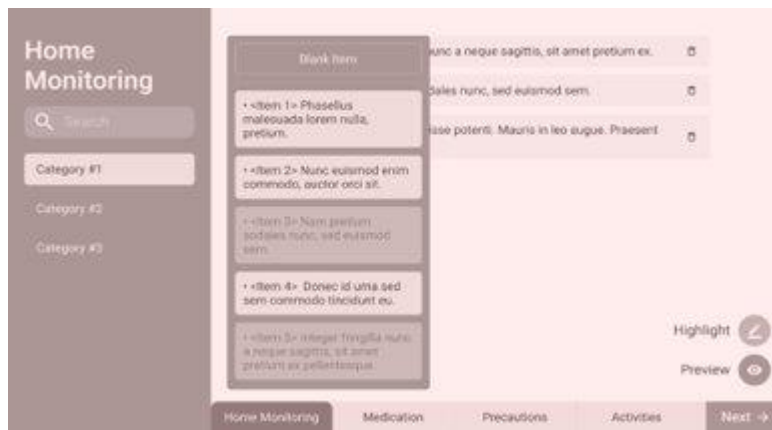 Home
Monitoring
Search
Category #1
Category #2
Category #3
Blank Item
• <Item 1> Phasellus
malesuada lorem nulla,
pretium.
• <Item 2> Nunc euismod enim
commodo, auctor orci sit.
• <Item 3> Nam pretium
sodales nunc, sed euismod
sem.
• <Item 4> Donec id urna sed
sem commodo tincidunt eu.
• <Item 5> Integer fringilla nunc
a neque sagittis, sit amet
pretium ex pellentesque.
nunc a neque sagittis, sit amet pretium ex.
dales nunc, sed euismod sem.
isse potenti. Mauris in leo augue. Praesent
Highlight
Preview
Home Monitoring
Medication
Precautions
Activities
Next →